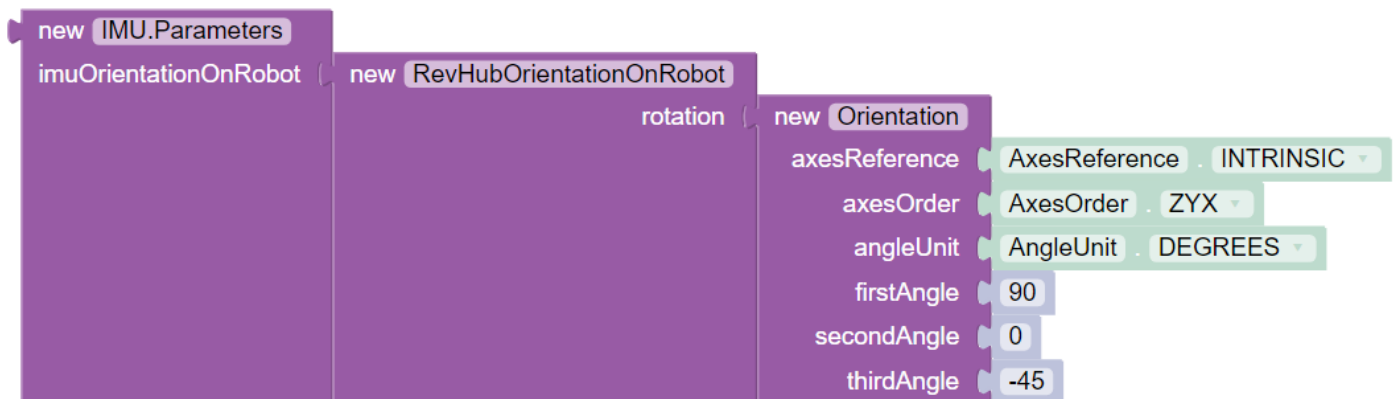 new IMU.Parameters
imuOrientationOnRobot new RevHubOrientationOnRobot
rotation new Orientation
axesReference AxesReference . INTRINSIC
axesOrder AxesOrder . ZYX
angleUnit AngleUnit . DEGREES
firstAngle 90
secondAngle 0
thirdAngle -45